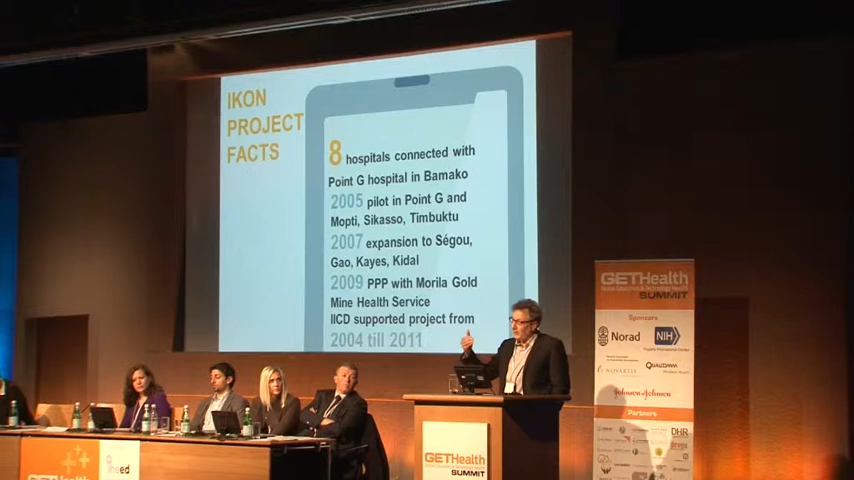 IKON
PROJECT
FACTS
8 hospitals connected with
Point G hospital in Bamako
2005 pilot in Point G and
Mopti, Sikasso, Timbuktu
2007 expansion to Ségou,
Gao, Kayes, Kidal
2009 PPP with Morila Gold
Mine Health Service
IICD supported project from
2004 till 2011
GETHealth
SUMMIT
Sponsors
Norad
NIH
NOVARTIS
QUALCOMM
Johnson&Johnson
Partners
DHR
GETHealth
SUMMIT
GETHealth